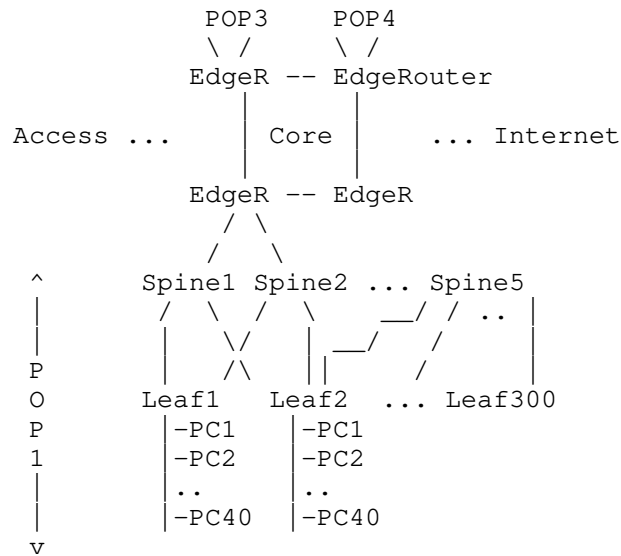 POP3 POP4
EdgeR -- EdgeRouter
Access ... Core ... Internet
EdgeR -- EdgeR
^ Spine1 Spine2 ... Spine5
..
P
O Leaf1 Leaf2 ... Leaf300
P |-PC1 |-PC1
1 |-PC2 |-PC2
|.. |..
|-PC40 |-PC40
v